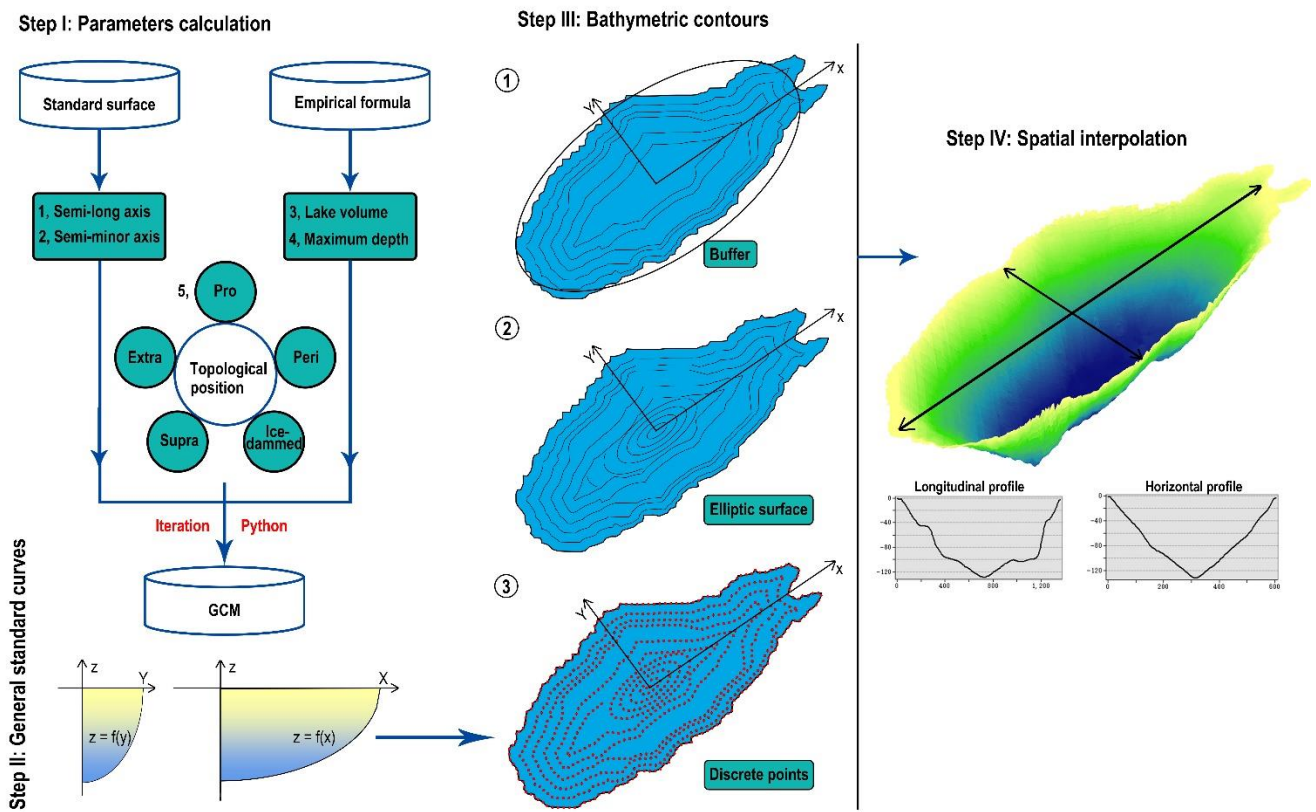 Step I: Parameters calculation
Standard surface
Empirical formula
1, Semi-long axis
2, Semi-minor axis
3, Lake volume
4, Maximum depth
5,
Pro
Extra
Peri
Topological
position
Supra
Ice-
dammed
Iteration
Python
GCM
Step II: General standard curves
z
Y
z = f(y)
z
X
z = f(x)
Step III: Bathymetric contours
1
X
Y
Buffer
2
X
Y
Elliptic surface
3
X
Y
Discrete points
Step IV: Spatial interpolation
Longitudinal profile
0
-40
-80
-120
0
400
800
1,200
Horizontal profile
0
-40
-80
-120
0
200
400
600